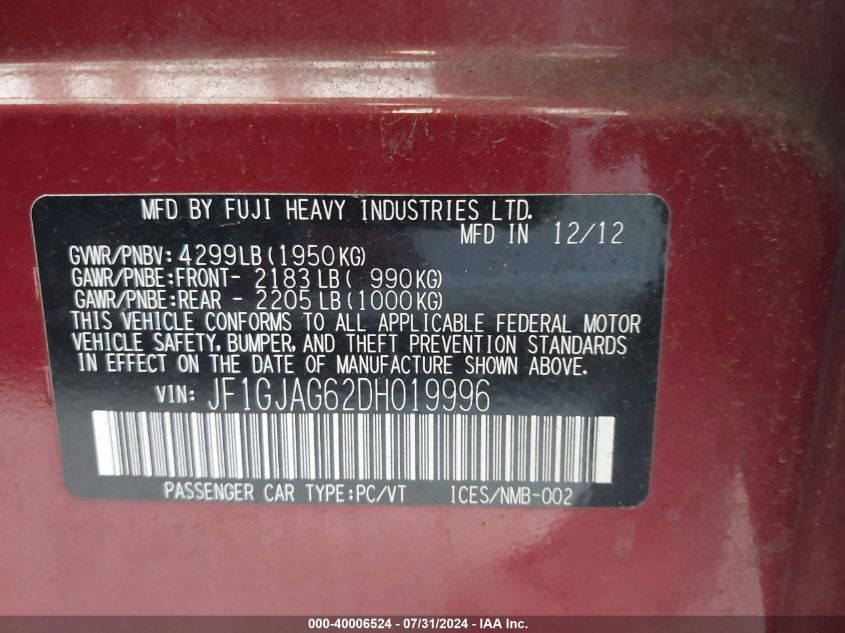 MFD BY FUJI HEAVY INDUSTRIES LTD.
MFD IN 12/12
GVWR/PNBV: 4299LB(1950KG)
GAWR/PNBE:FRONT- 2183LB( 990KG)
GAWR/PNBE:REAR - 2205LB(1000KG)
THIS VEHICLE CONFORMS TO ALL APPLICABLE FEDERAL MOTOR
VEHICLE SAFETY, BUMPER, AND THEFT PREVENTION STANDARDS
IN EFFECT ON THE DATE OF MANUFACTURE SHOWN ABOVE.
VIN: JF1GJAG62DH019996
PASSENGER CAR TYPE:PC/VT ICES/NMB-002
000-40006524 - 07/31/2024 - IAA Inc.